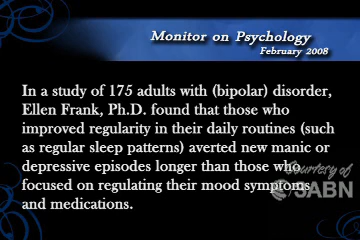 Monitor on Psychology
February 2008
In a study of 175 adults with (bipolar) disorder,
Ellen Frank, Ph.D. found that those who
improved regularity in their daily routines (such
as regular sleep patterns) averted new manic or
depressive episodes longer than those who
focused on regulating their mood symptoms
and medications.
Courtesy of
3ABN